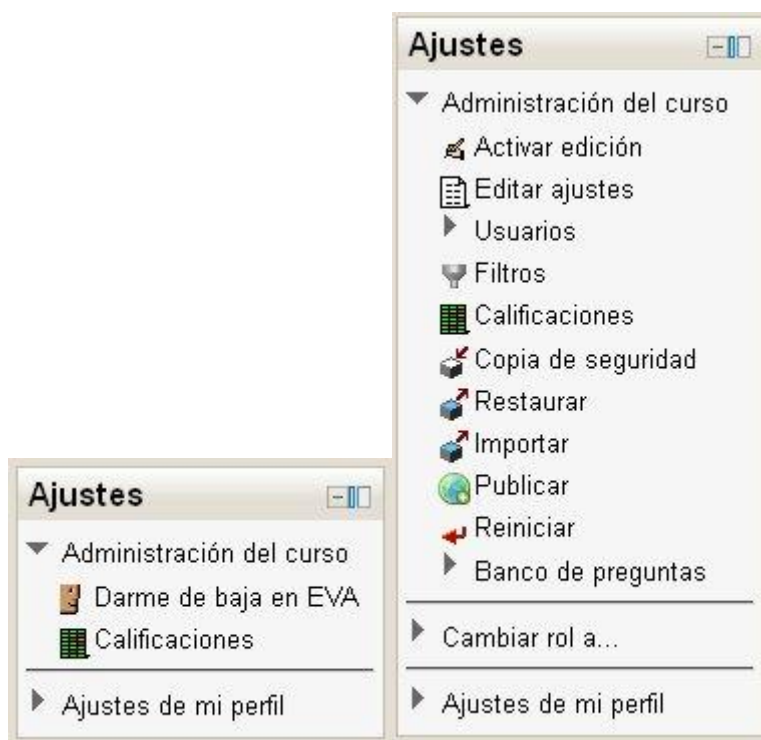 Ajustes
Administración del curso
Darme de baja en EVA
Calificaciones
Ajustes de mi perfil
Ajustes
Administración del curso
Activar edición
Editar ajustes
Usuarios
Filtros
Calificaciones
Copia de seguridad
Restaurar
Importar
Publicar
Reiniciar
Banco de preguntas
Cambiar rol a...
Ajustes de mi perfil